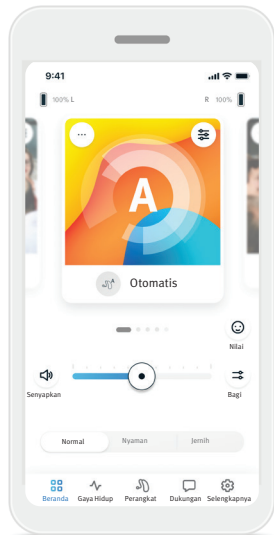 9:41
100% L
R 100%
A
Otomatis
Nilai
Senyapkan
Bagi
Normal Nyaman Jernih
Beranda Gaya Hidup Perangkat Dukungan Selengkapnya